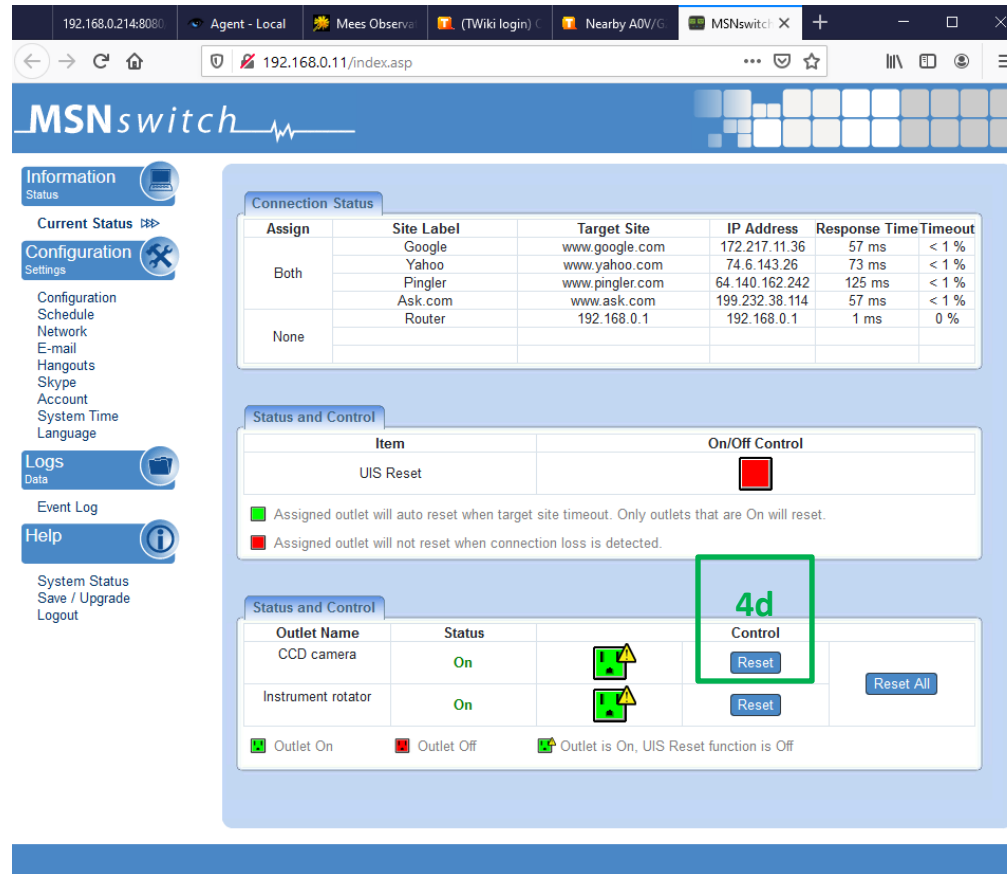 192.168.0.214:8080
Agent - Local
Mees Observat
(TWiki login) C
Nearby A0V/G
MSNswitch
192.168.0.11/index.asp
MSNswitch
Information
Status
Current Status
Configuration
Settings
Configuration
Schedule
Network
E-mail
Hangouts
Skype
Account
System Time
Language
Logs
Data
Event Log
Help
System Status
Save / Upgrade
Logout
Connection Status
Assign Site Label Target Site IP Address Response Time Timeout
Both
Google www.google.com 172.217.11.36 57 ms < 1 %
Yahoo www.yahoo.com 74.6.143.26 73 ms < 1 %
Pingler www.pingler.com 64.140.162.242 125 ms < 1 %
Ask.com www.ask.com 199.232.38.114 57 ms < 1 %
None
Router 192.168.0.1 192.168.0.1 1 ms 0 %
Status and Control
Item On/Off Control
UIS Reset
Assigned outlet will auto reset when target site timeout. Only outlets that are On will reset.
Assigned outlet will not reset when connection loss is detected.
4d
Status and Control
Outlet Name Status Control
CCD camera On Reset
Reset All
Instrument rotator On Reset
Outlet On Outlet Off Outlet is On, UIS Reset function is Off